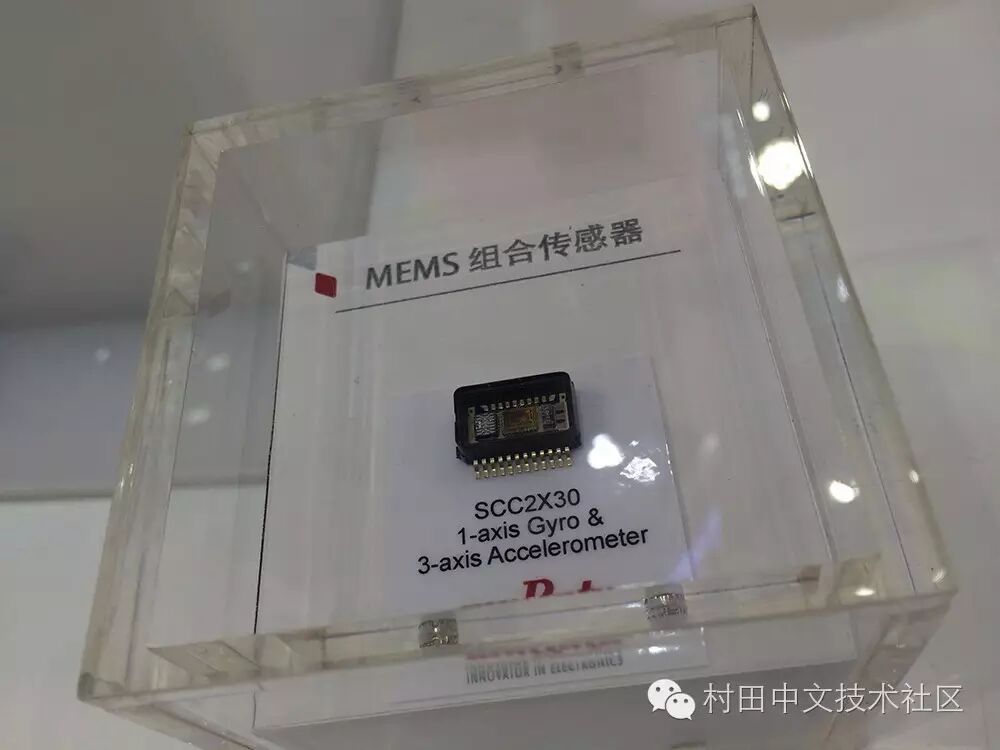 MEMS 组合传感器
SCC2X30
1-axis Gyro &
3-axis Accelerometer
INNOVATOR IN ELECTRONICS
村田中文技术社区